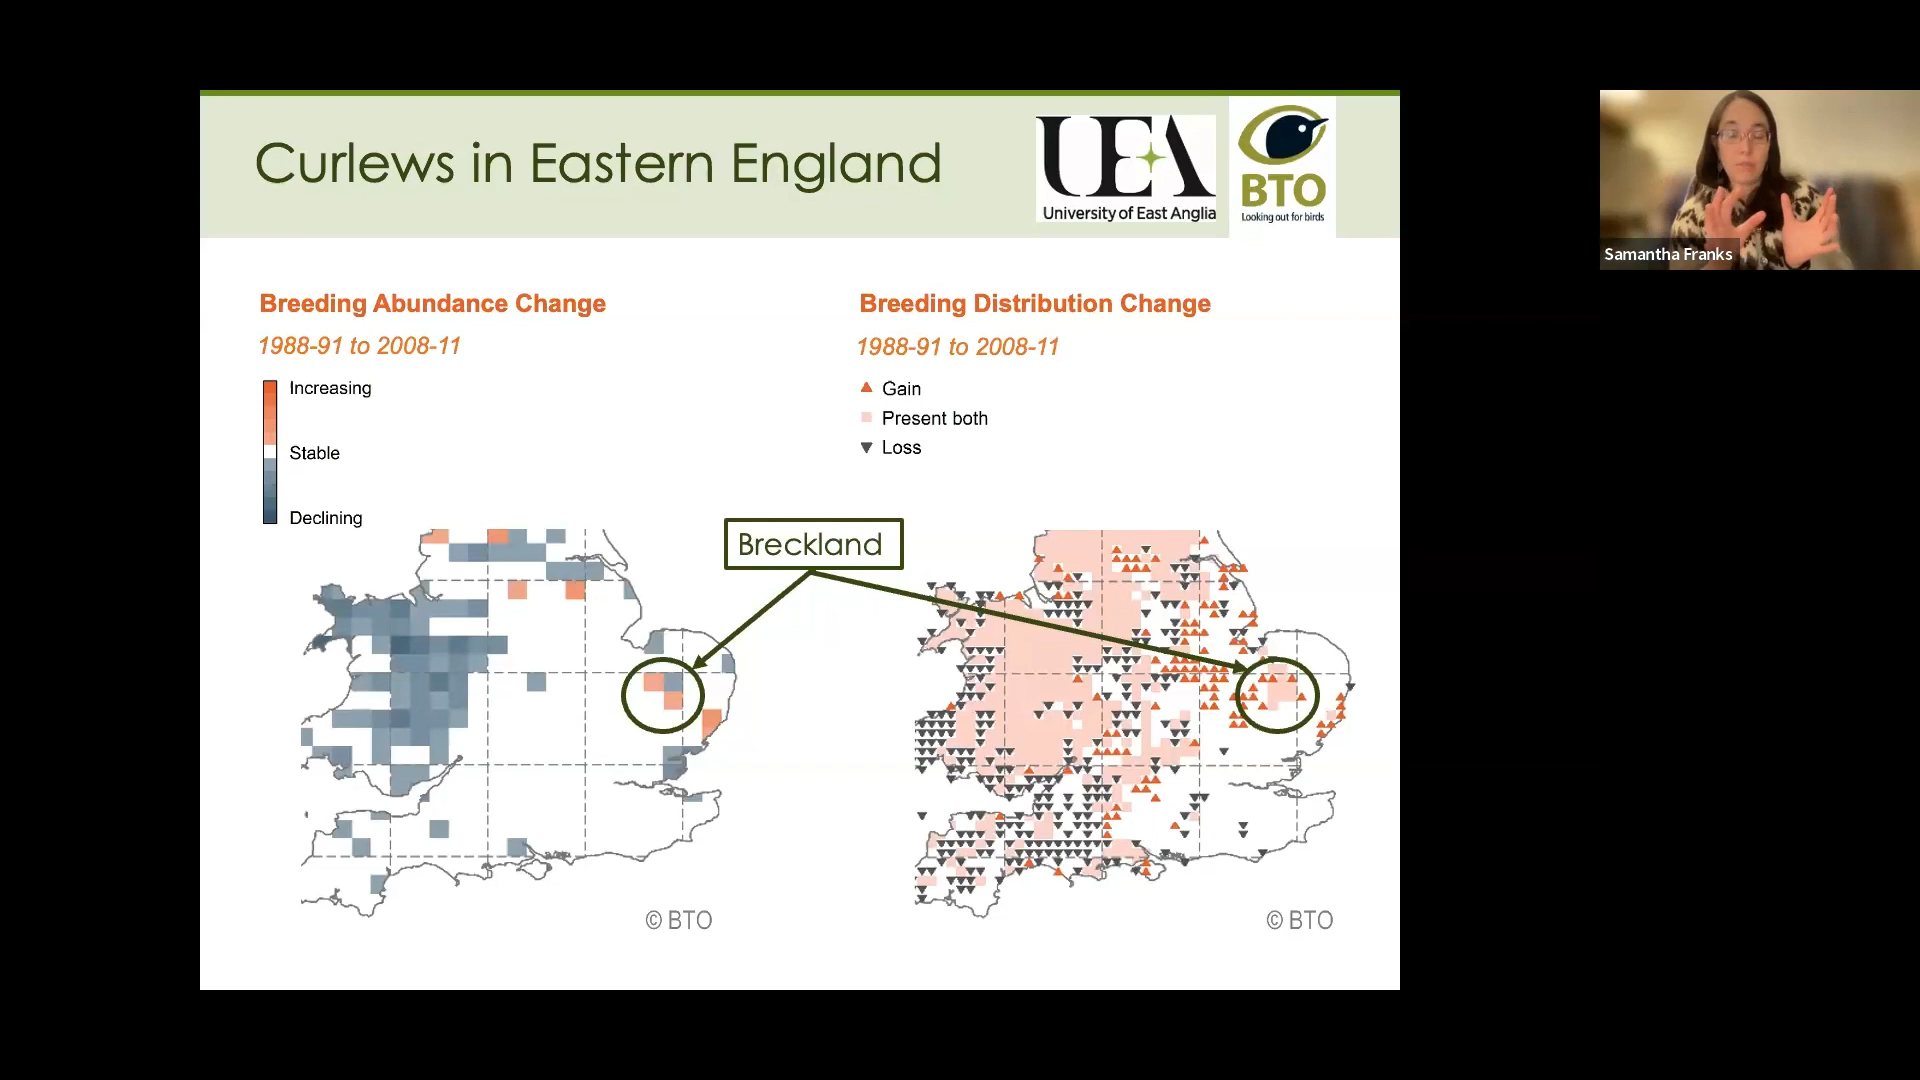 Curlews in Eastern England
UEA
University of East Anglia
BTO
Looking out for birds
Samantha Franks
Breeding Abundance Change
1988-91 to 2008-11
Increasing
Stable
Declining
Breeding Distribution Change
1988-91 to 2008-11
Gain
Present both
Loss
Breckland
© BTO
© BTO